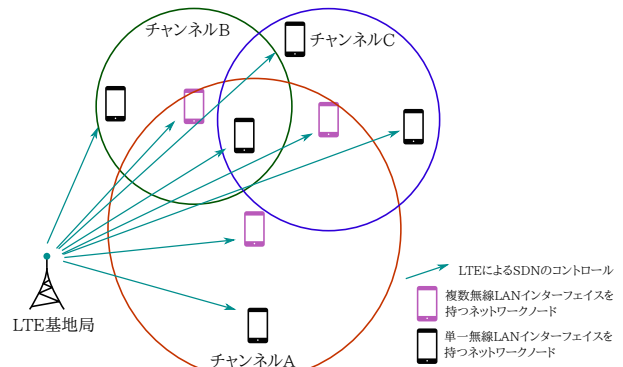 チャンネルB
チャンネルC
LTEによるSDNのコントロール
複数無線LANインターフェイスを
持つネットワークノード
LTE基地局
単一無線LANインターフェイスを
持つネットワークノード
チャンネルA